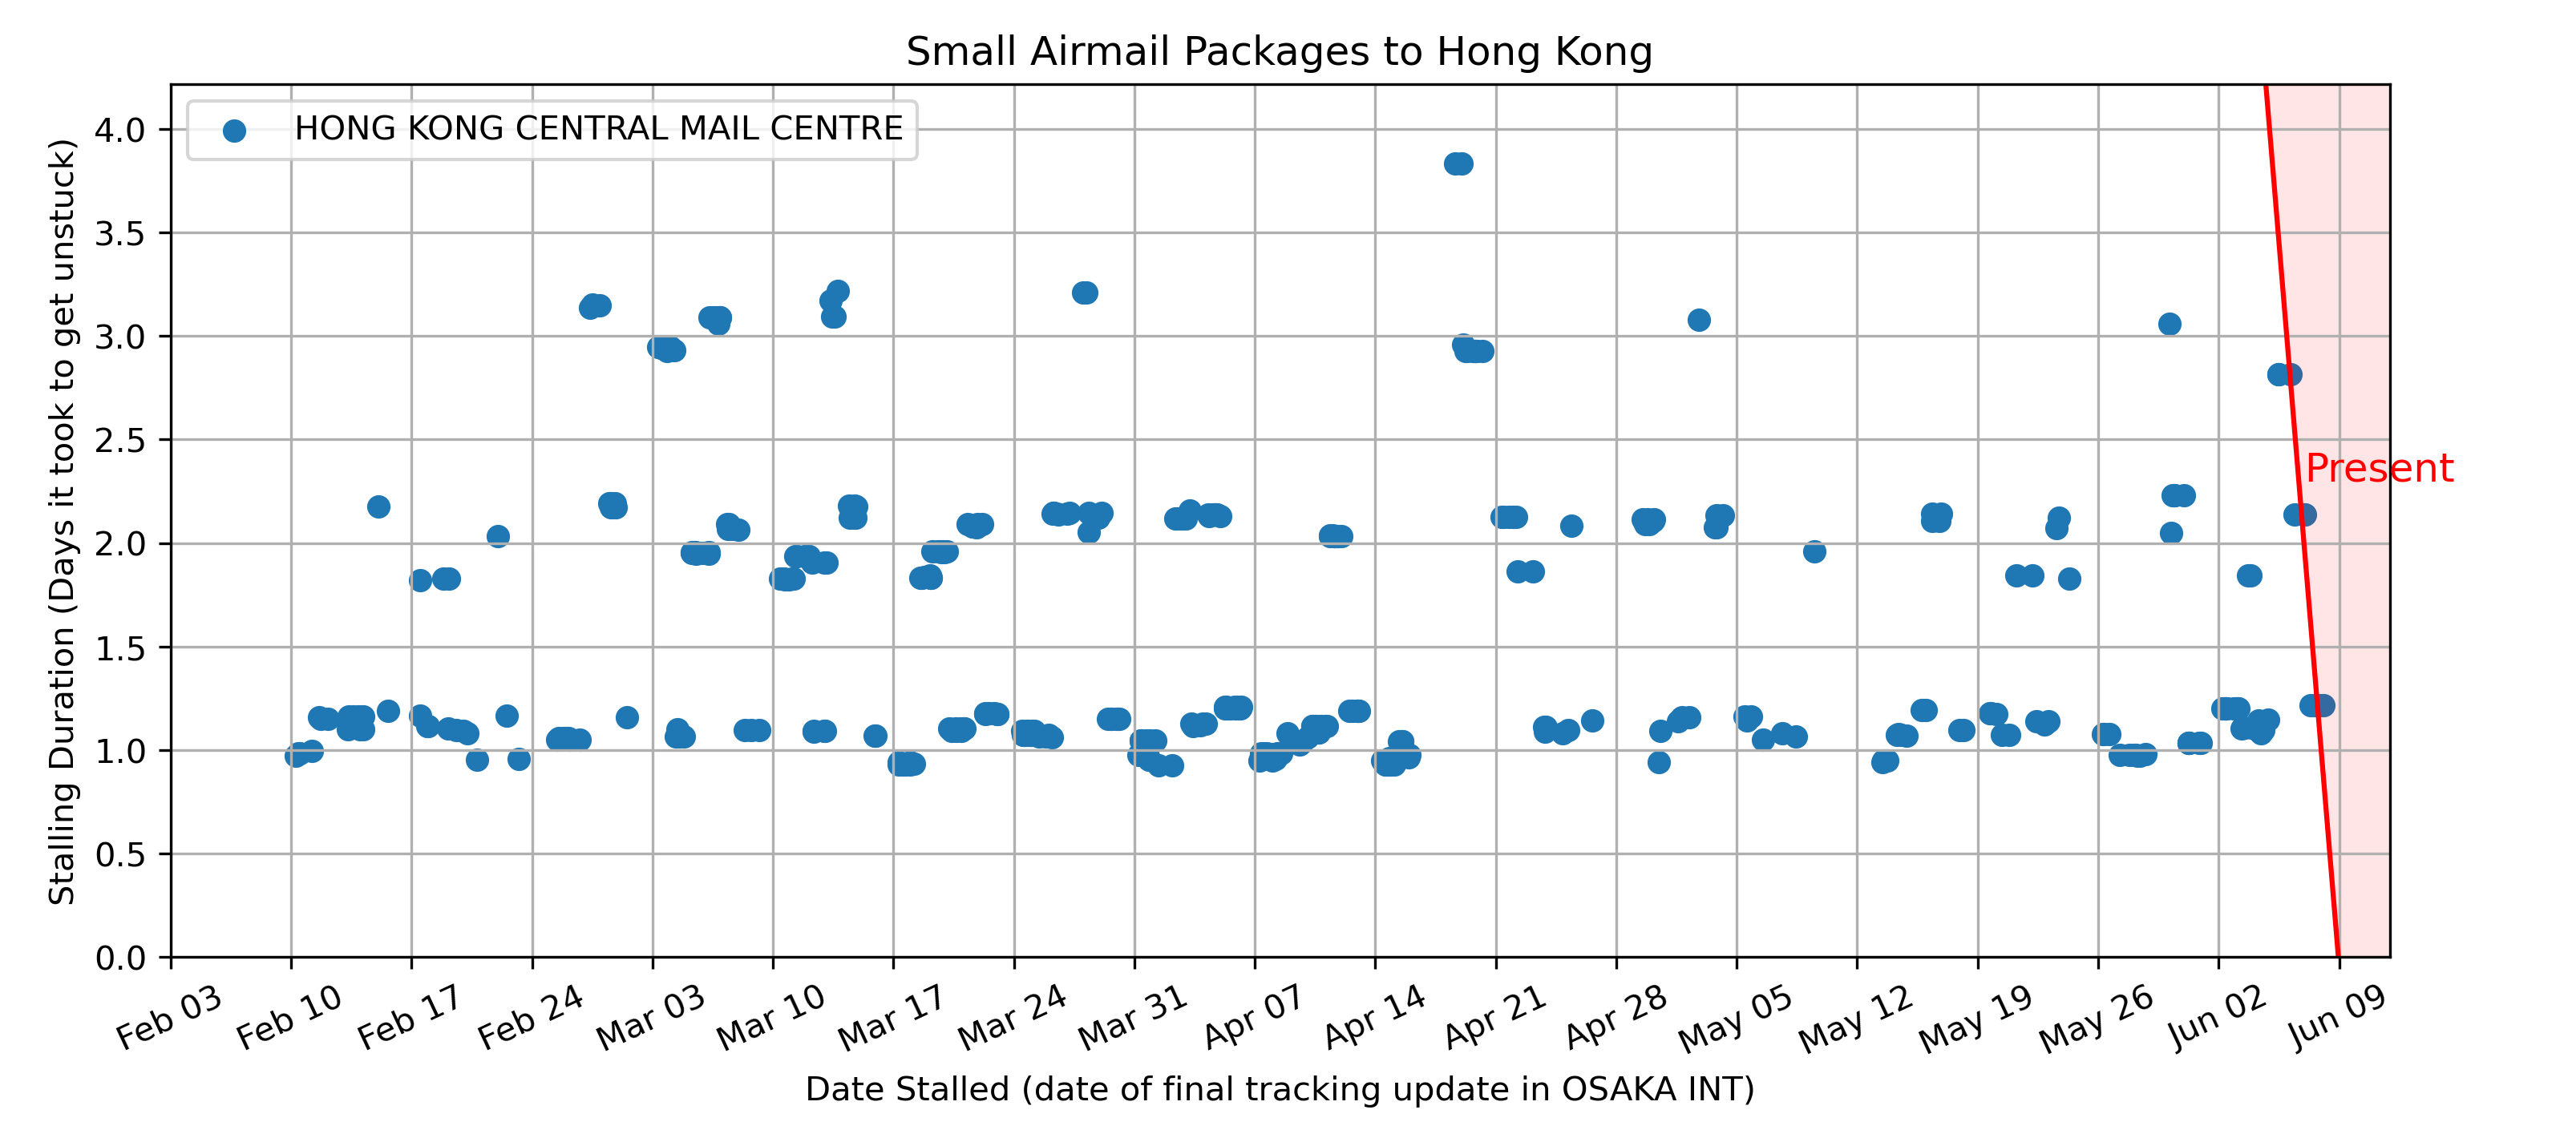 Small Airmail Packages to Hong Kong
HONG KONG CENTRAL MAIL CENTRE
Stalling Duration (Days it took to get unstuck)
4.0
3.5
3.0
2.5
2.0
1.5
1.0
0.5
0.0
Present
Feb 03
Feb 10
Feb 17
Feb 24
Mar 03
Mar 10
Mar 17
Mar 24
Mar 31
Apr 07
Apr 14
Apr 21
Apr 28
May 05
May 12
May 19
May 26
Jun 02
Jun 09
Date Stalled (date of final tracking update in OSAKA INT)